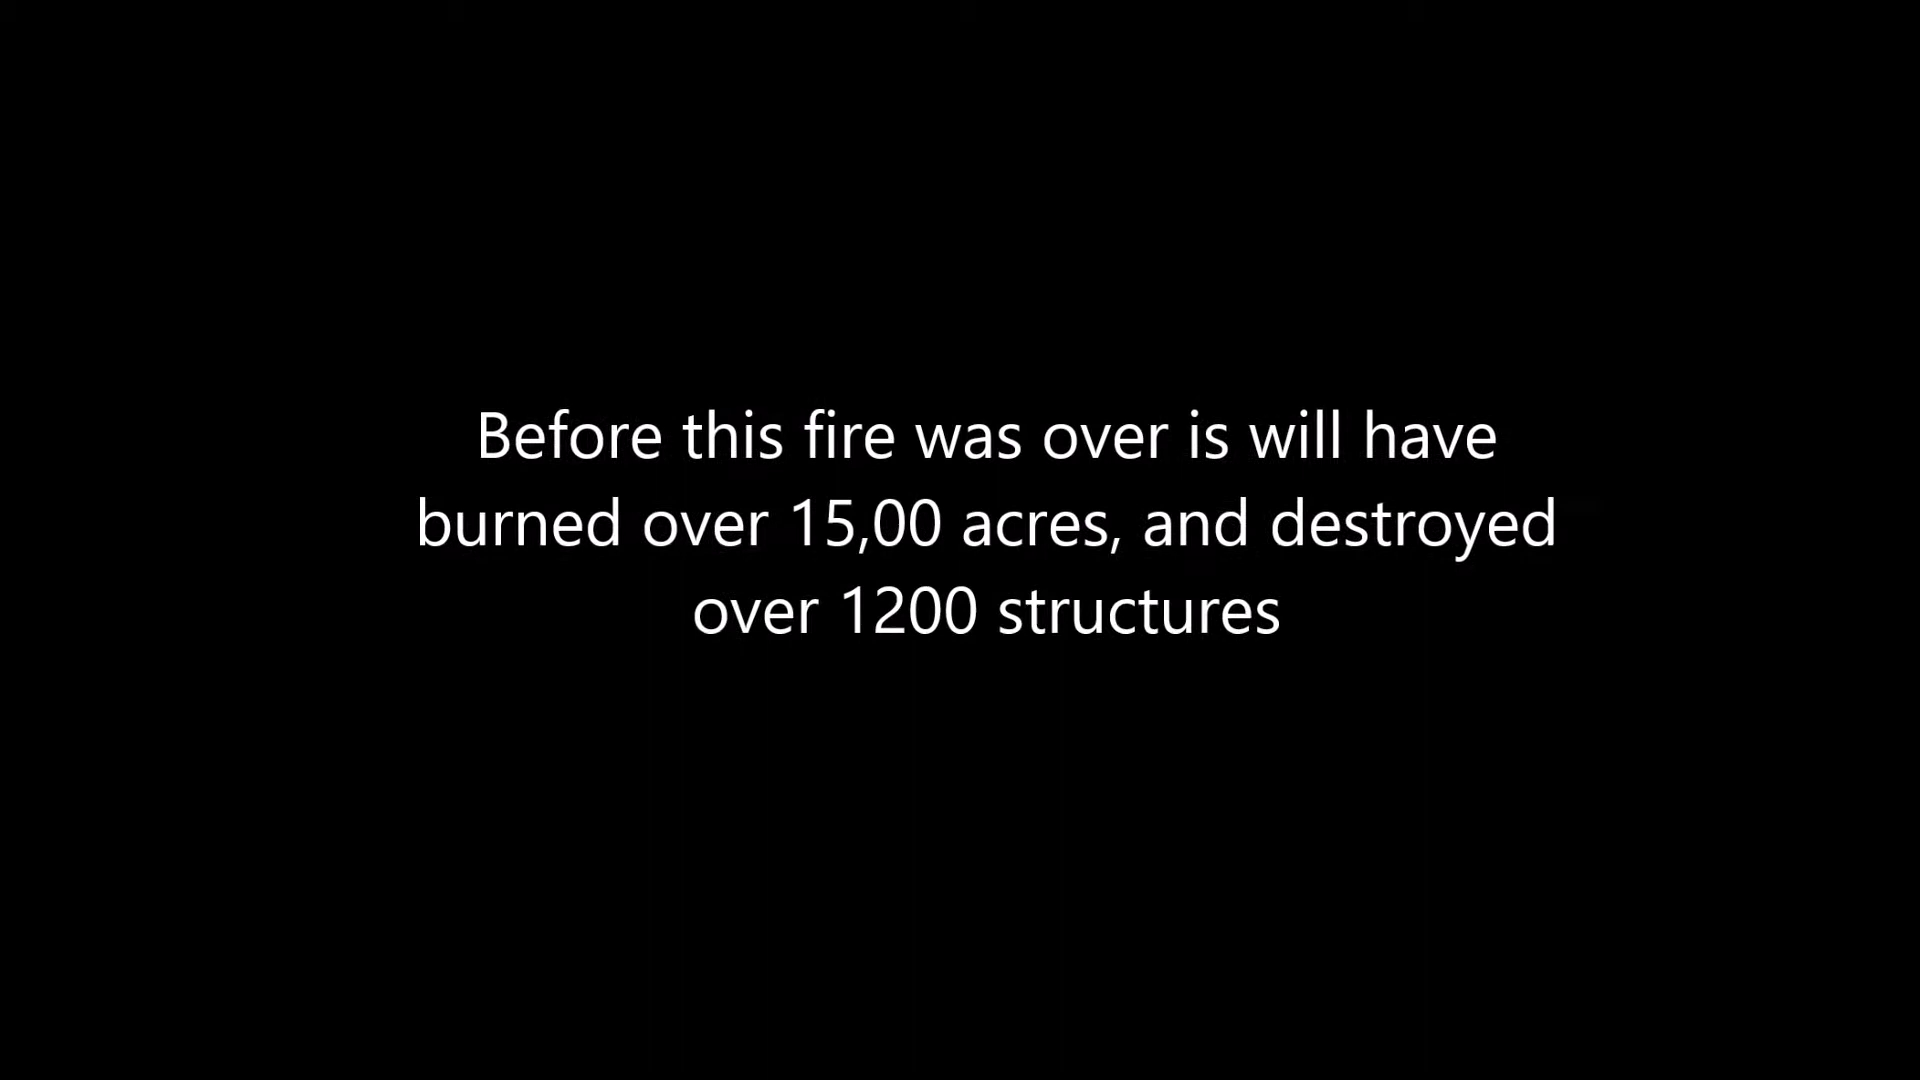 Before this fire was over is will have
burned over 15,00 acres, and destroyed
over 1200 structures